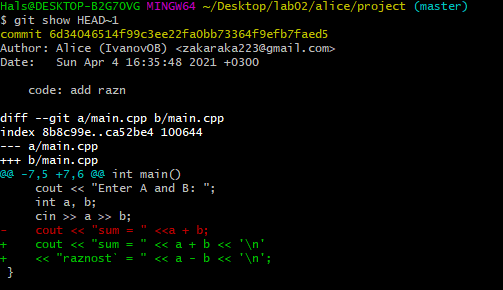 Hals@DESKTOP-B2G7OVG MINGW64 ~/Desktop/lab02/alice/project (master)
$ git show HEAD~1
commit 6d34046514f99c3ee22fa0bb73364f9efb7faed5
Author: Alice (IvanovOB) <zakaraka223@gmail.com>
Date:   Sun Apr 4 16:35:48 2021 +0300

    code: add razn

diff --git a/main.cpp b/main.cpp
index 8b8c99e..ca52be4 100644
--- a/main.cpp
+++ b/main.cpp
@@ -7,5 +7,6 @@ int main()
     cout << "Enter A and B: ";
     int a, b;
     cin >> a >> b;
-    cout << "sum = " <<a + b;
+    cout << "sum = " << a + b << '\n'
+    << "raznost` = " << a - b << '\n';
 }